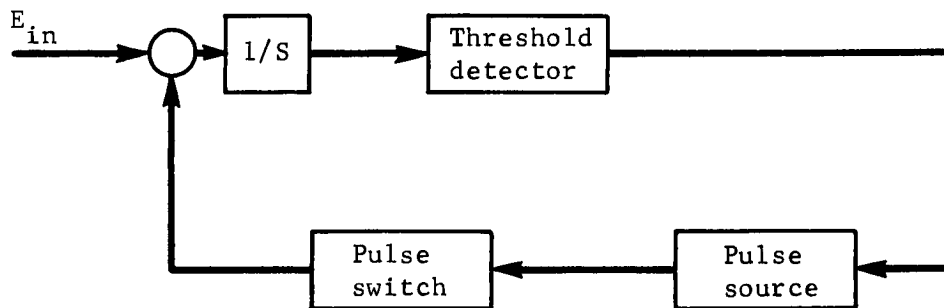 E
in
1/S
Threshold
detector
Pulse
switch
Pulse
source